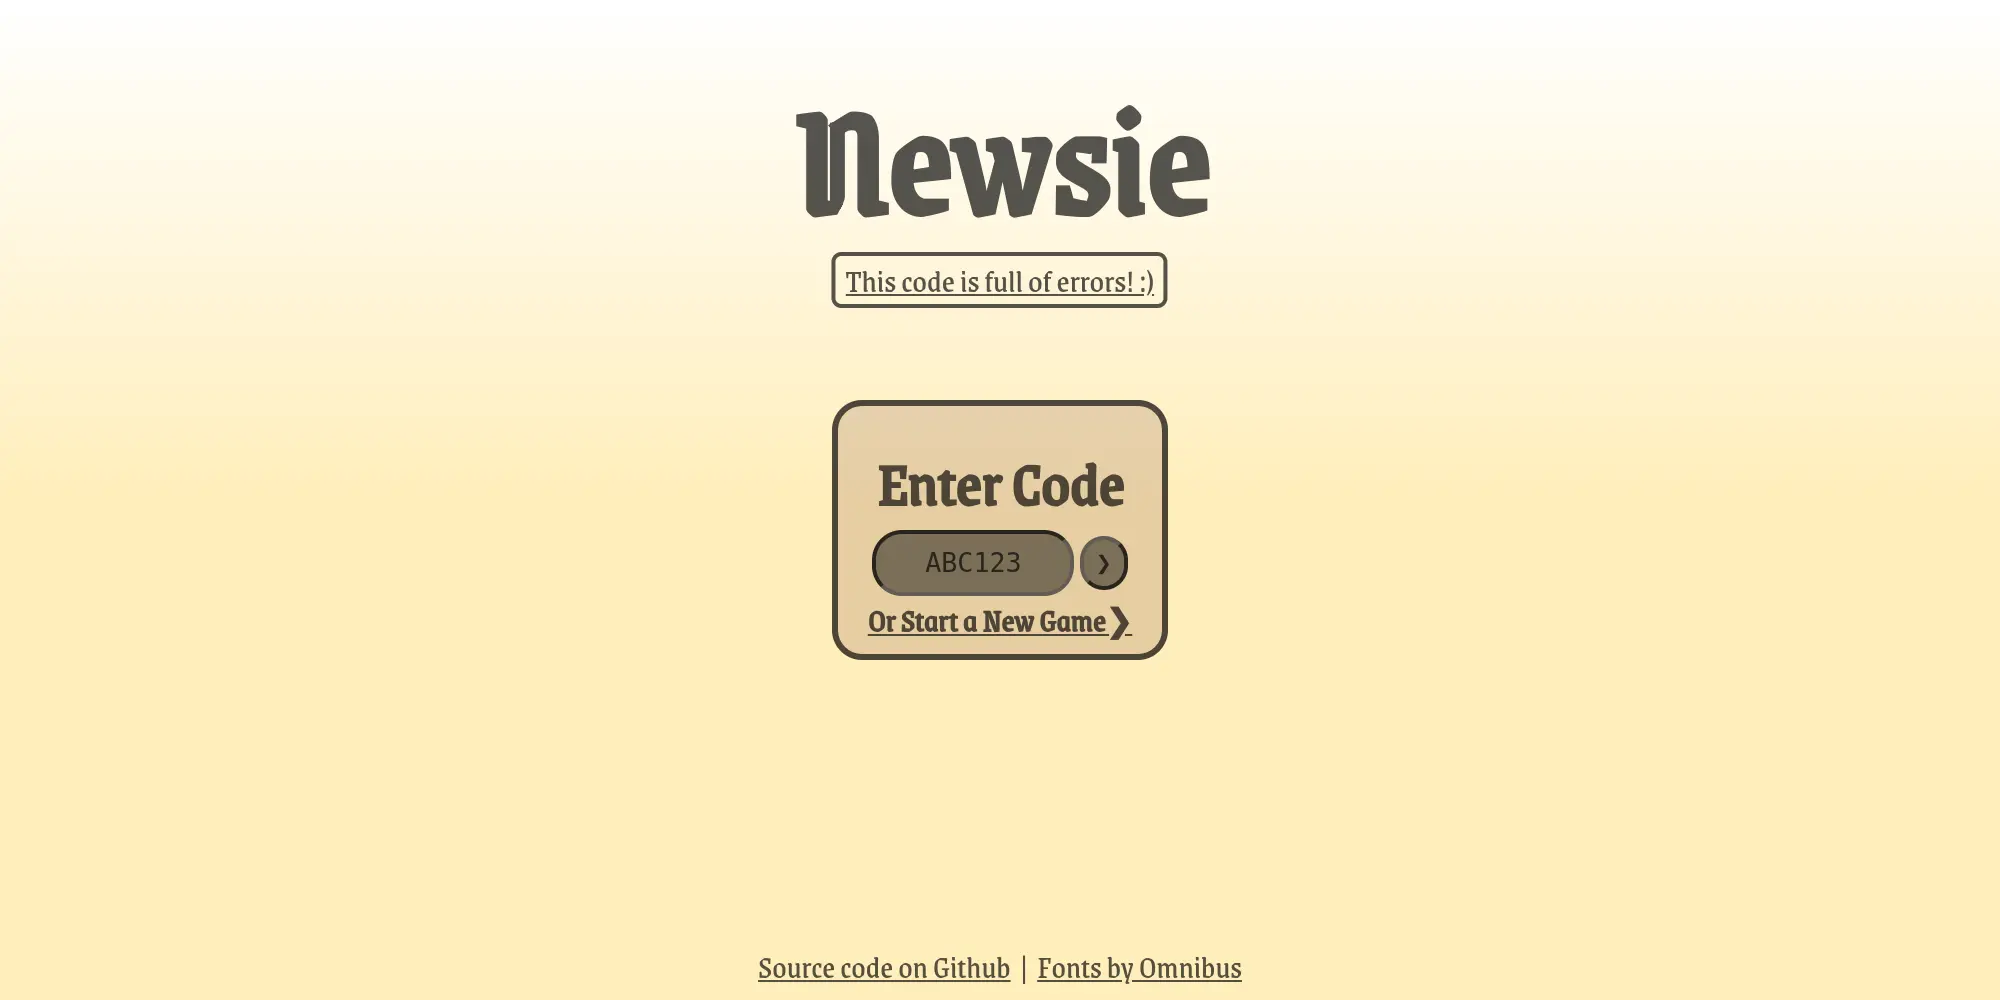 Newsie
This code is full of errors! :)
Enter Code
ABC123 ❯
Or Start a New Game❯
Source code on Github | Fonts by Omnibus